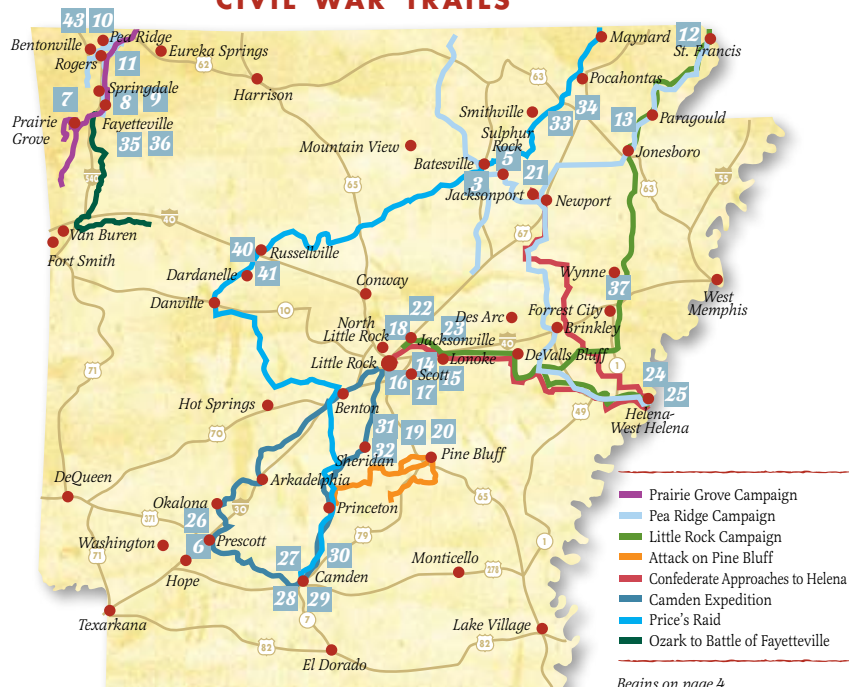 CIVIL WAR TRAILS
43 10
Pea Ridge
Bentonville
Rogers
11
Eureka Springs
62
Harrison
Springdale
7
8 9
Prairie
Grove
Fayetteville
35 36
540
40
Van Buren
Fort Smith
Maynard
12
St. Francis
63
Pocahontas
Smithville
33 34
13
Paragould
Sulphur
Rock
Mountain View
Batesville
5
21
3
Jacksonport
Newport
Jonesboro
63
55
65
67
40
Russellville
Dardanelle
41
Danville
10
Conway
Wynne
37
West
Memphis
22
Des Arc
Forrest City
North
Little Rock
18
23
Jacksonville
40
Brinkley
Little Rock
14
Lonoke
DeValls Bluff
1
16
Scott
15
17
24
25
Helena-
West Helena
49
71
Hot Springs
Benton
70
31
19 20
32
Sheridan
Pine Bluff
DeQueen
Arkadelphia
65
Okalona
30
Princeton
371
26
79
Washington
6
Prescott
71
Hope
27
30
Camden
28 29
Monticello
278
1
7
Texarkana
82
Lake Village
82
El Dorado
Prairie Grove Campaign
Pea Ridge Campaign
Little Rock Campaign
Attack on Pine Bluff
Confederate Approaches to Helena
Camden Expedition
Price's Raid
Ozark to Battle of Fayetteville
Begins on page 4